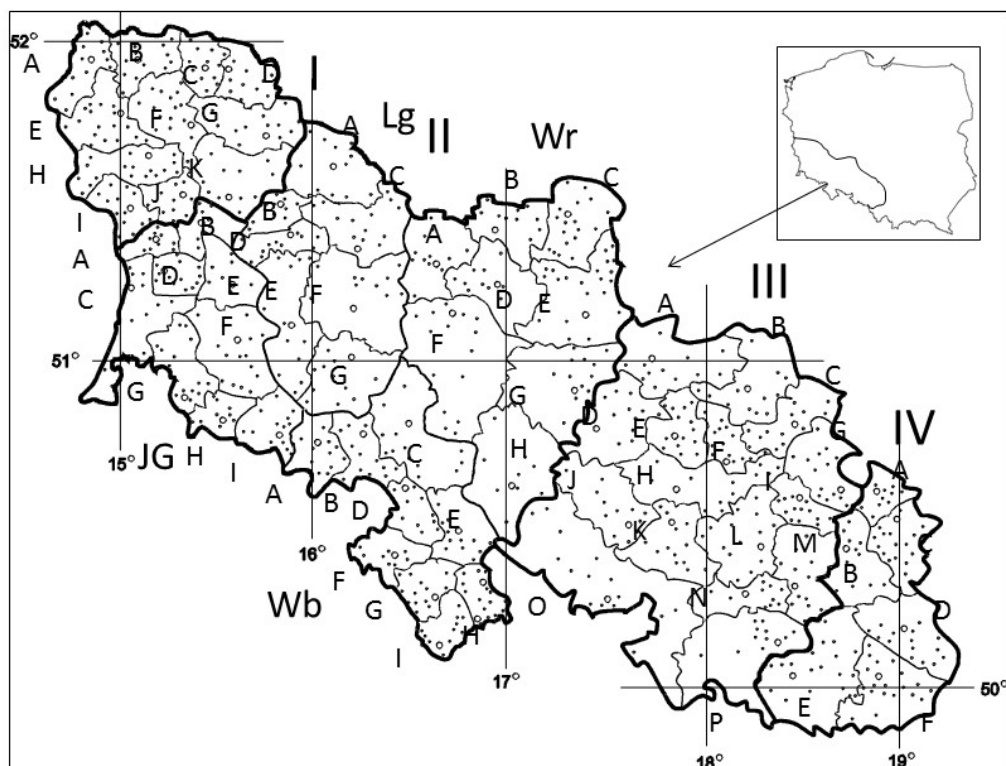 52°
A B C D I
Lg
A II Wr
E F G
H K C B C
J
I B B A
D
A
C D E E F D E A III
F B
51°
G G C
D E F G IV
15° JG H I C H J H I A
A B D
E K L M
16° B
F
Wb G O N D
H
I
17° 50°
P E F
18° 19°